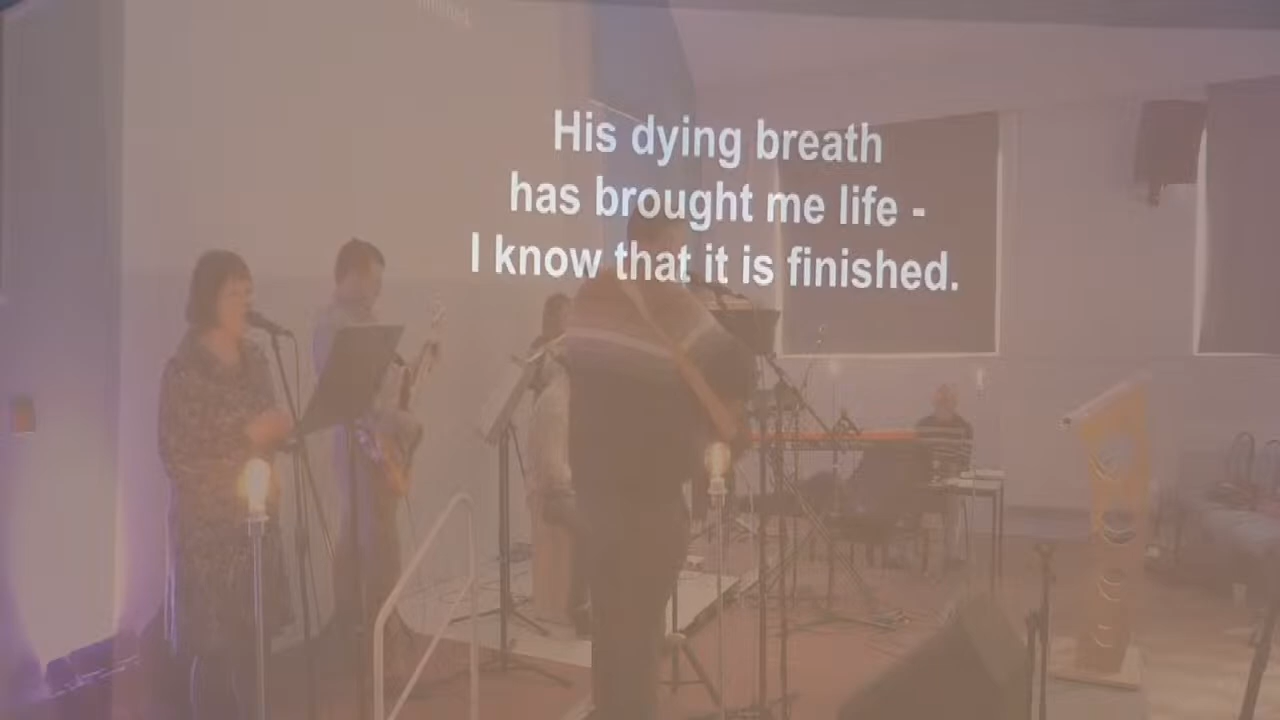 His dying breath
has brought me life -
I know that it is finished.